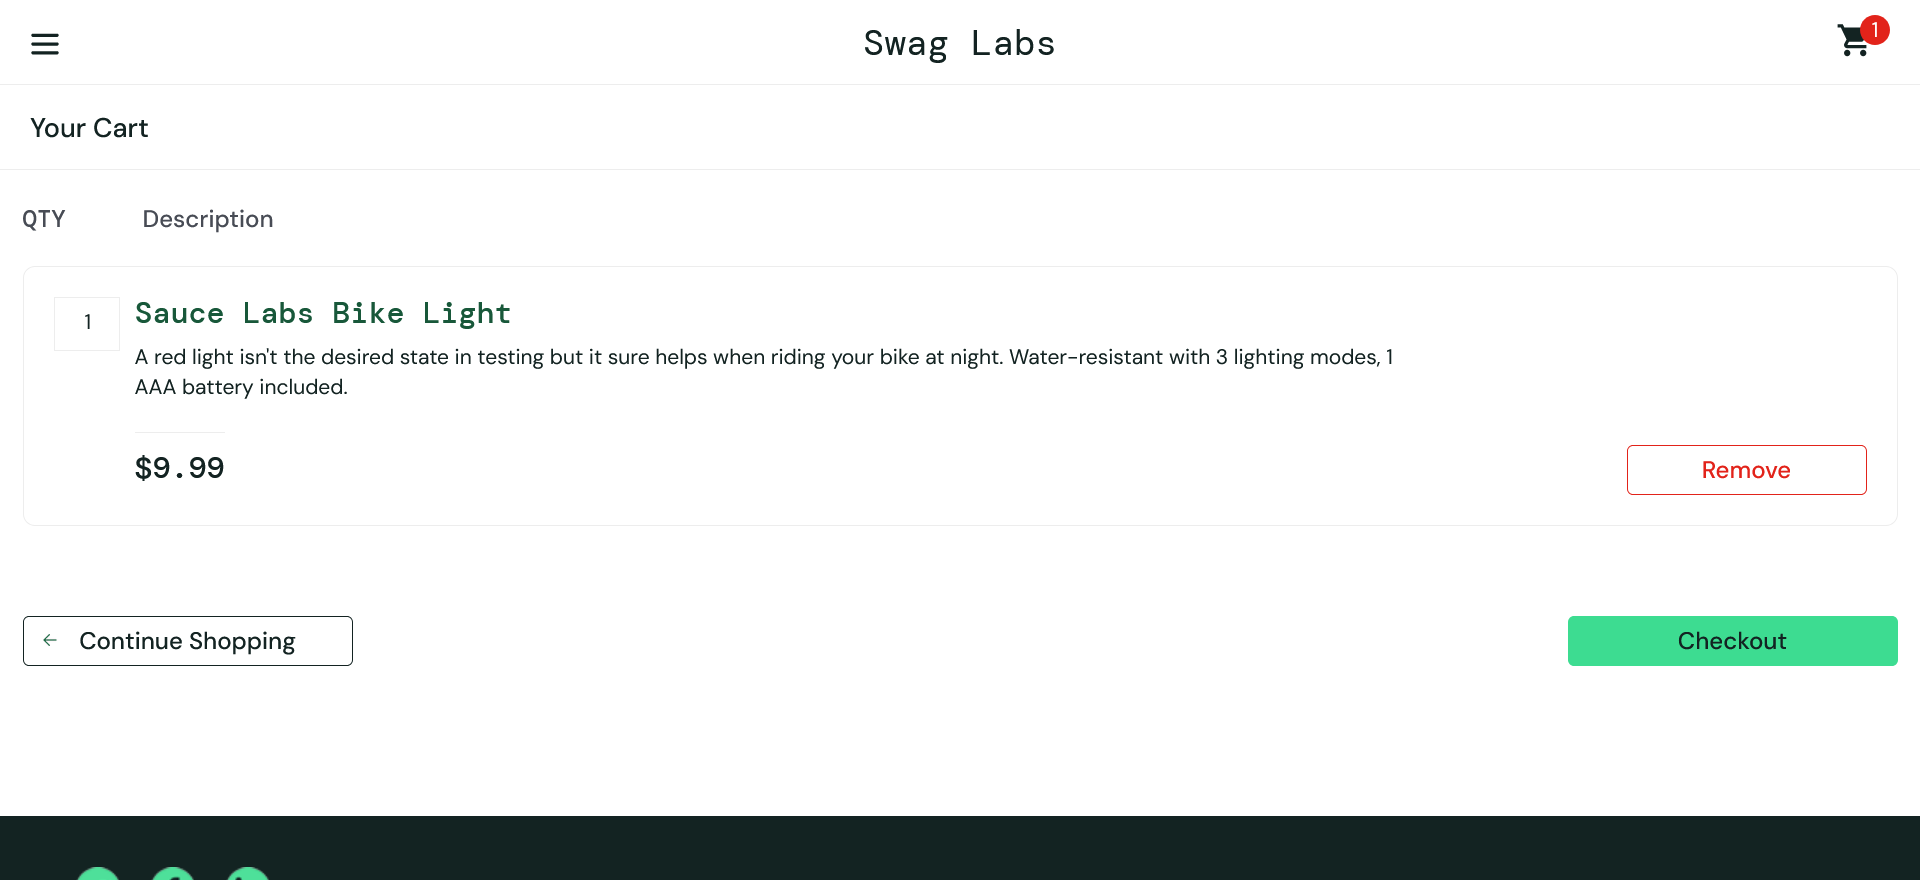 Swag Labs
1
Your Cart
QTY Description
1
Sauce Labs Bike Light
A red light isn't the desired state in testing but it sure helps when riding your bike at night. Water-resistant with 3 lighting modes, 1
AAA battery included.
$9.99
Remove
Continue Shopping
Checkout